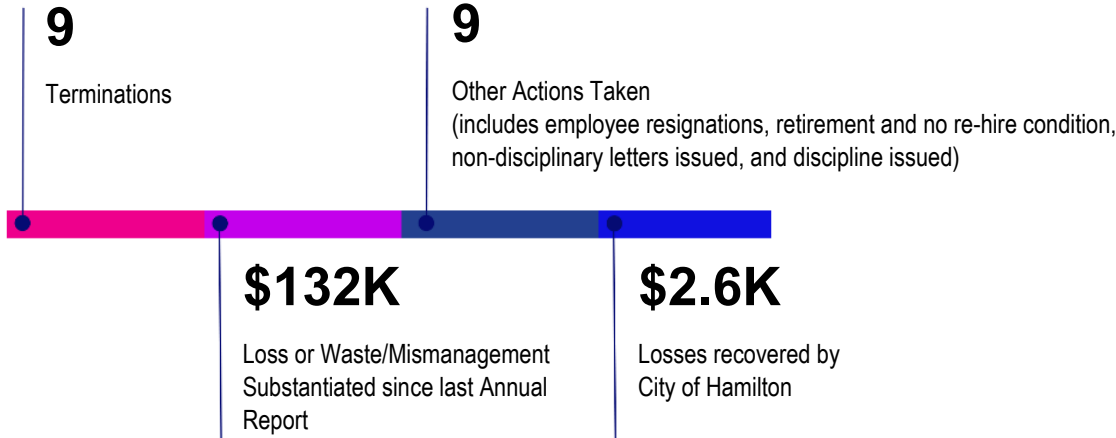 9
Terminations
9
Other Actions Taken
(includes employee resignations, retirement and no re-hire condition,
non-disciplinary letters issued, and discipline issued)
$132K
Loss or Waste/Mismanagement
Substantiated since last Annual
Report
$2.6K
Losses recovered by
City of Hamilton